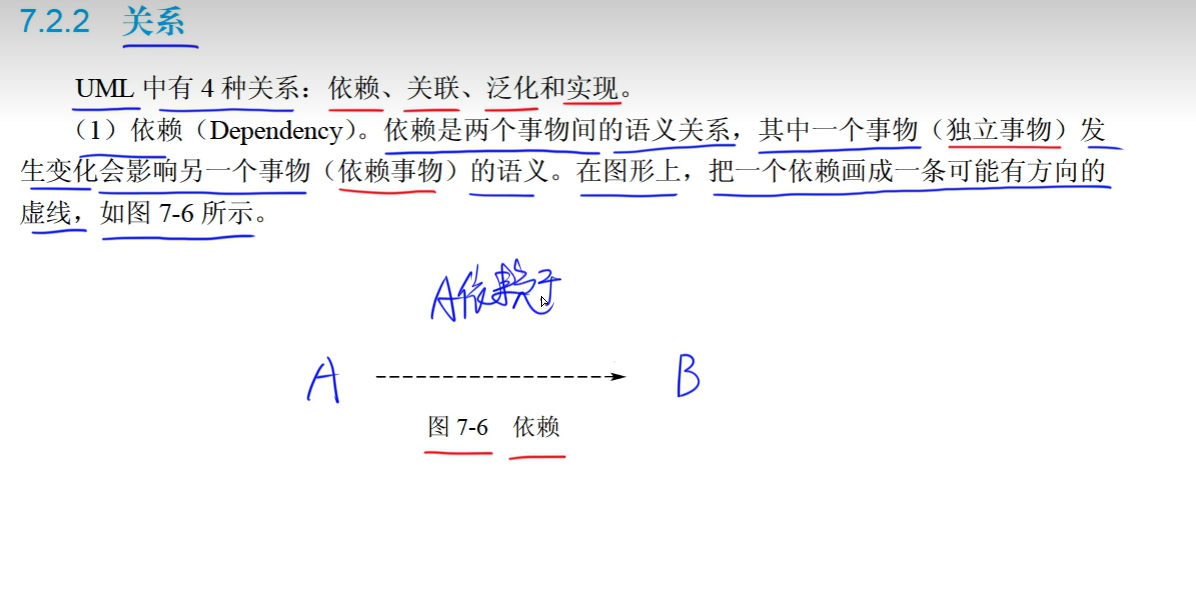 7.2.2 关系
UML 中有 4 种关系：依赖、关联、泛化和实现。
（1）依赖（Dependency）。依赖是两个事物间的语义关系，其中一个事物（独立事物）发
生变化会影响另一个事物（依赖事物）的语义。在图形上，把一个依赖画成一条可能有方向的
虚线，如图 7-6 所示。
A依赖于
A B
图 7-6 依赖